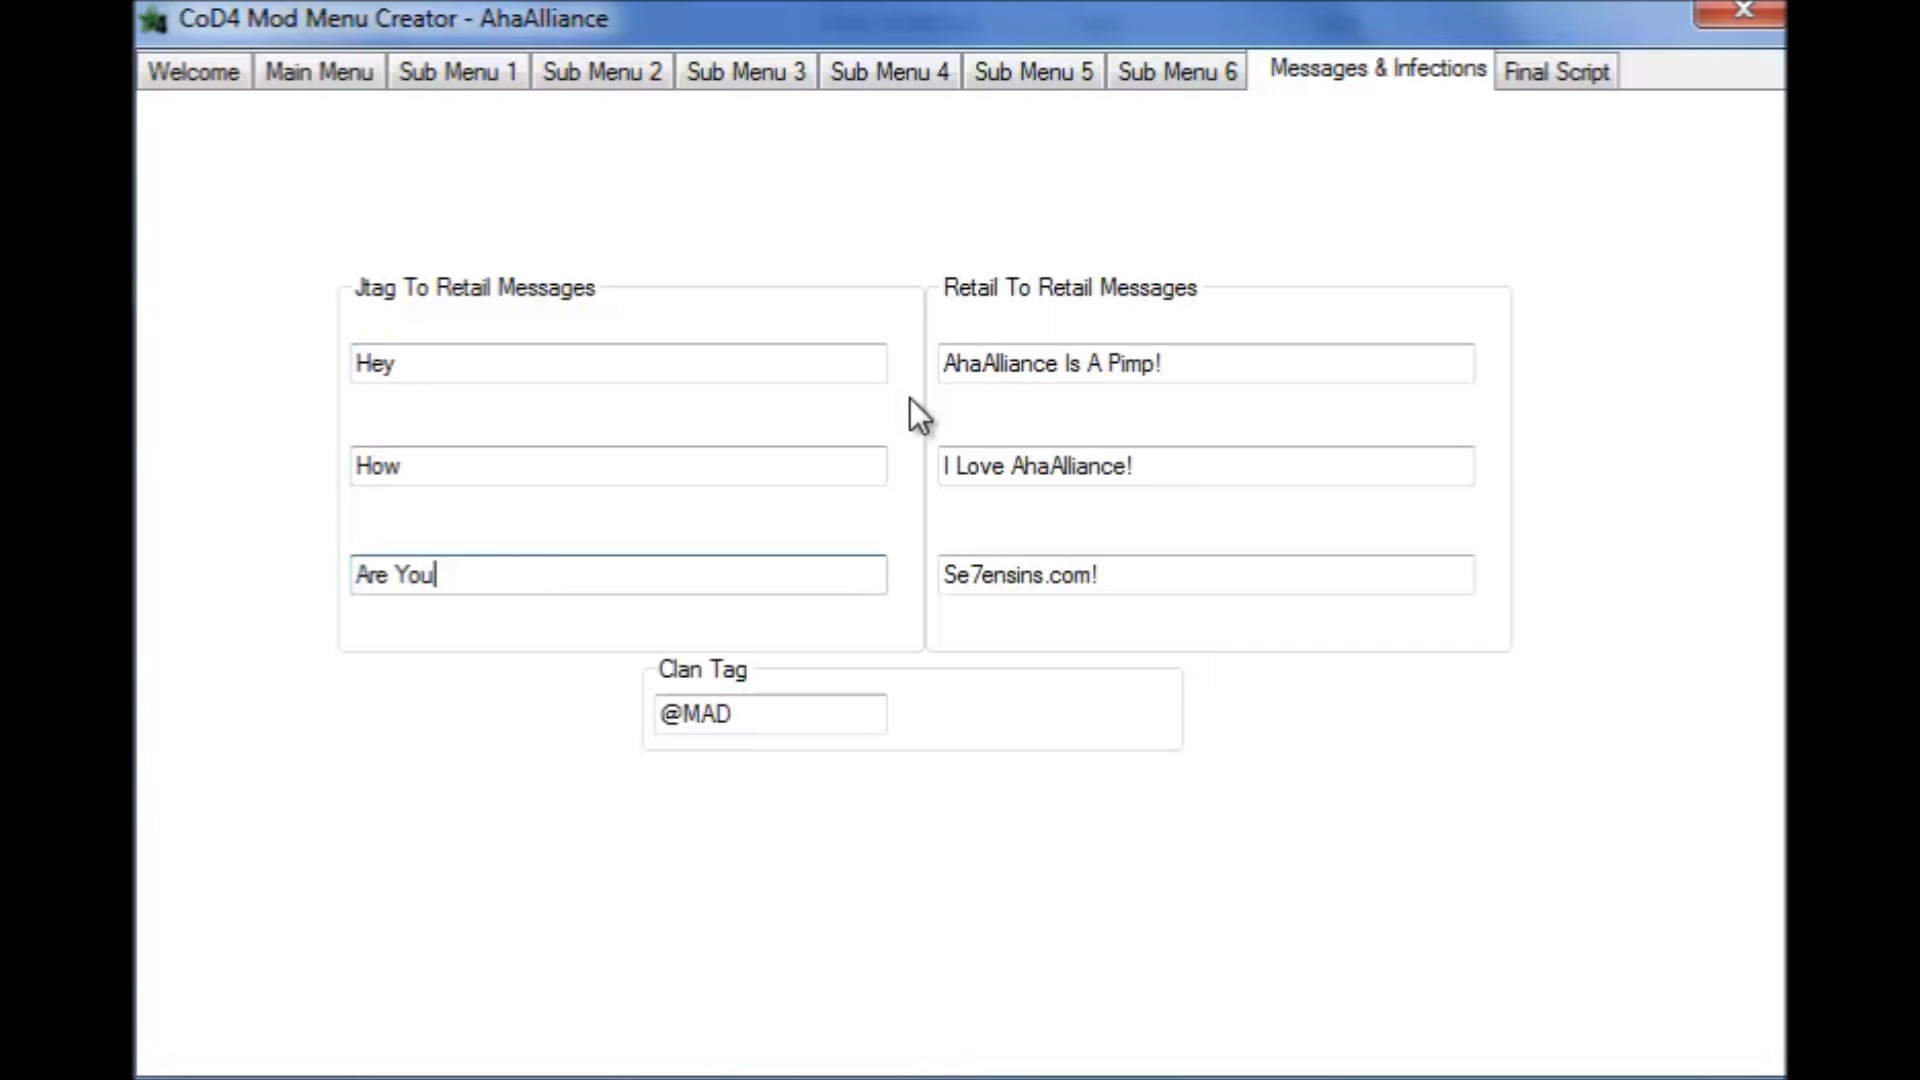 CoD4 Mod Menu Creator - AhaAlliance
Welcome Main Menu Sub Menu 1 Sub Menu 2 Sub Menu 3 Sub Menu 4 Sub Menu 5 Sub Menu 6 Messages & Infections Final Script
Jtag To Retail Messages
Hey
How
Are You
Retail To Retail Messages
AhaAlliance Is A Pimp!
I Love AhaAlliance!
Se7ensins.com!
Clan Tag
@MAD